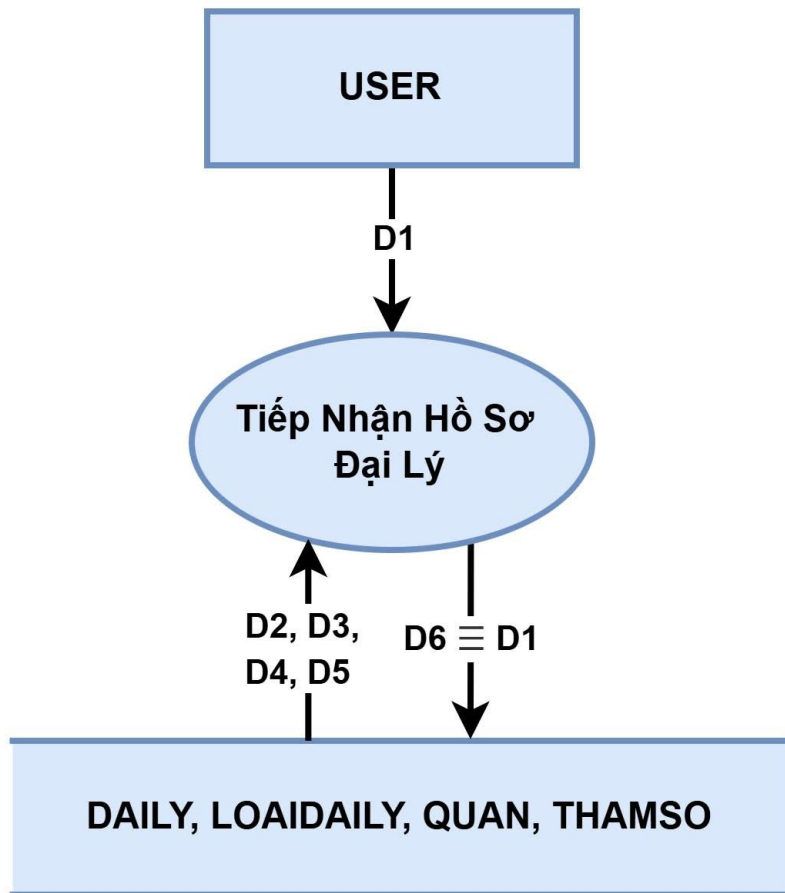 USER
D1
Tiếp Nhận Hồ Sơ
Đại Lý
D2, D3,
D4, D5
D6 ≡ D1
DAILY, LOAIDAILY, QUAN, THAMSO